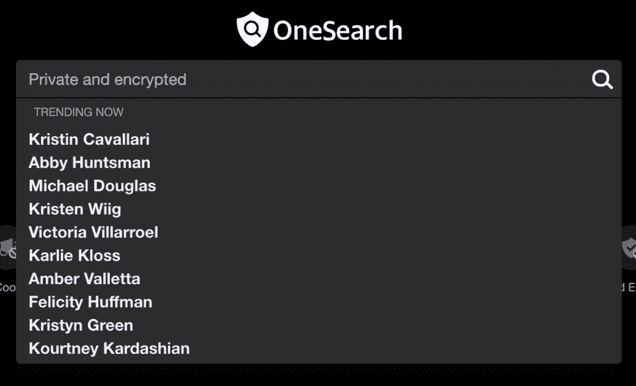 OneSearch
Private and encrypted
TRENDING NOW
Kristin Cavallari
Abby Huntsman
Michael Douglas
Kristen Wiig
Victoria Villarroel
Karlie Kloss
Amber Valletta
Felicity Huffman
Kristyn Green
Kourtney Kardashian
Coo
d E